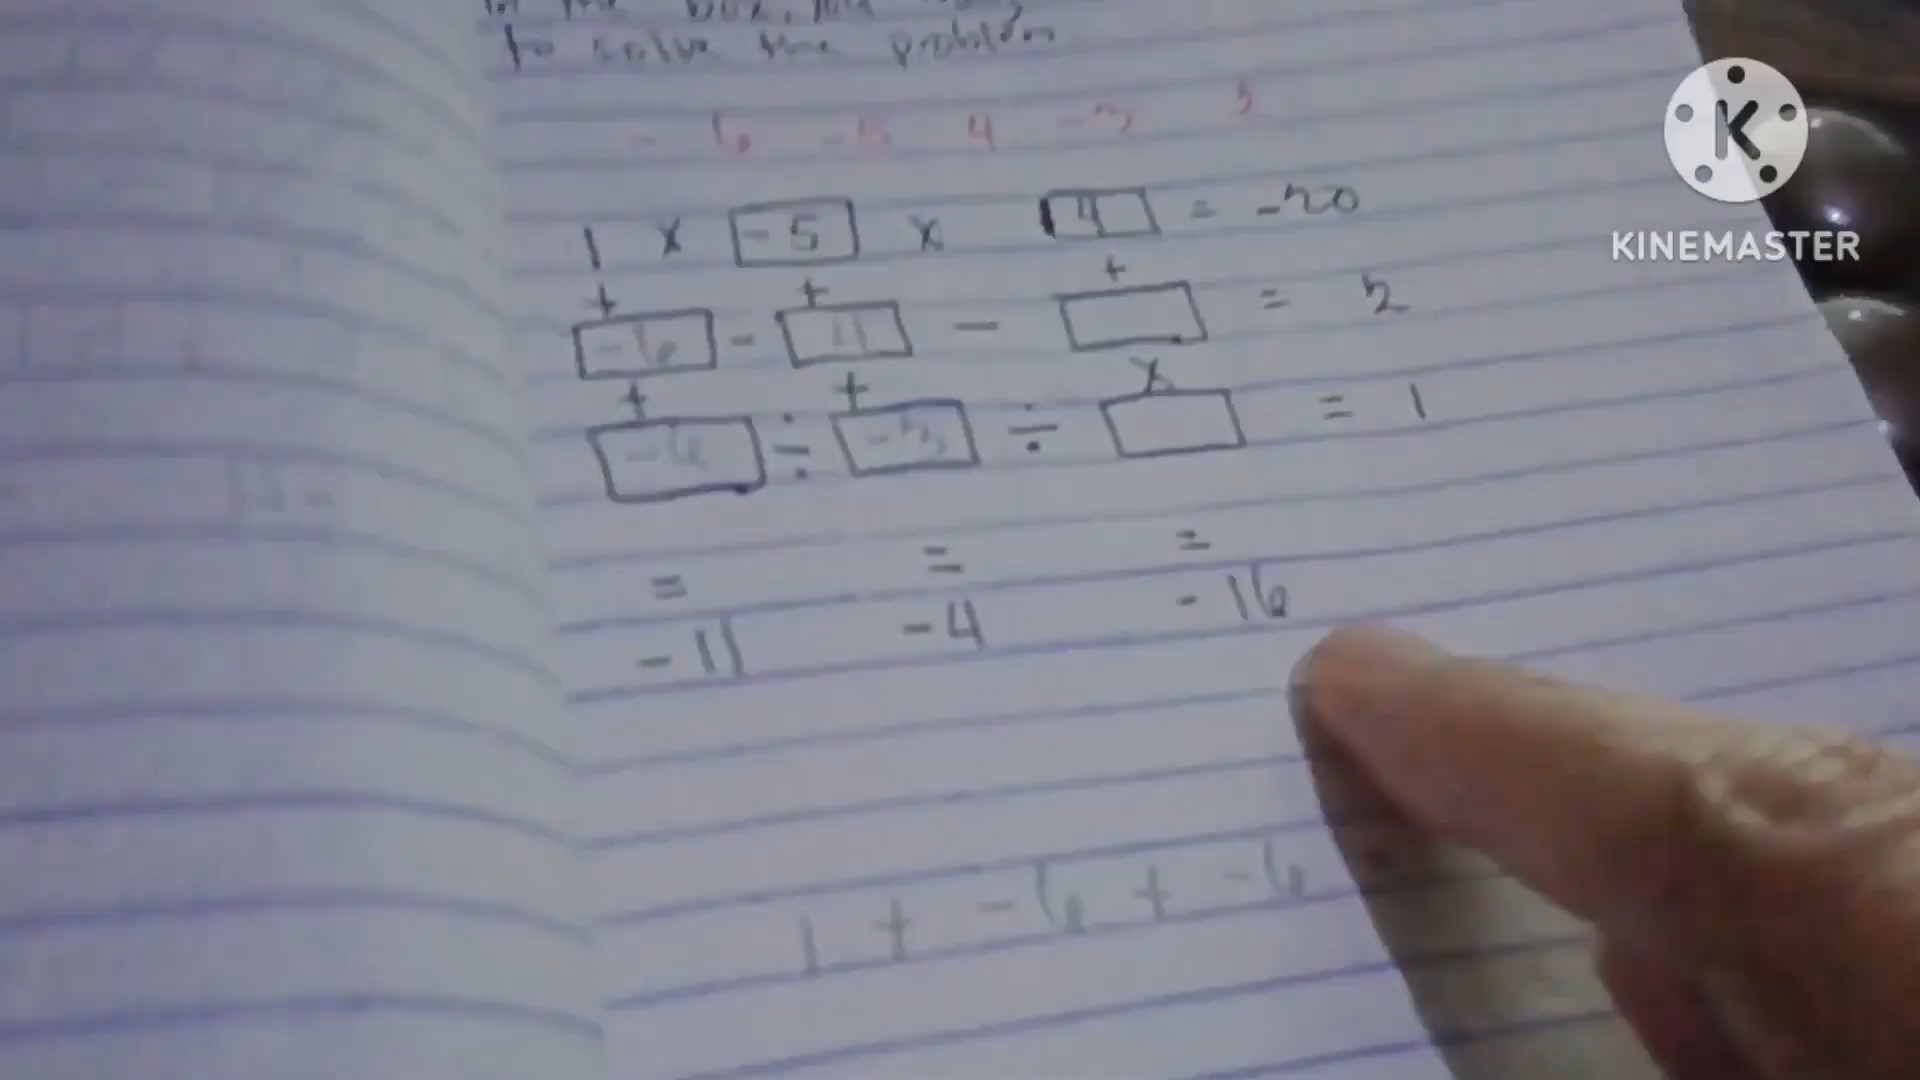 to solve the problem
- 6 -5 4 -3 2
1 x -5 x 4 = -20
+ + +
-6 - 4 - = 2
+ + x
-6 ÷ -3 ÷ = 1
= = =
-11 -4 -16
1 + -6 + -6
KINEMASTER